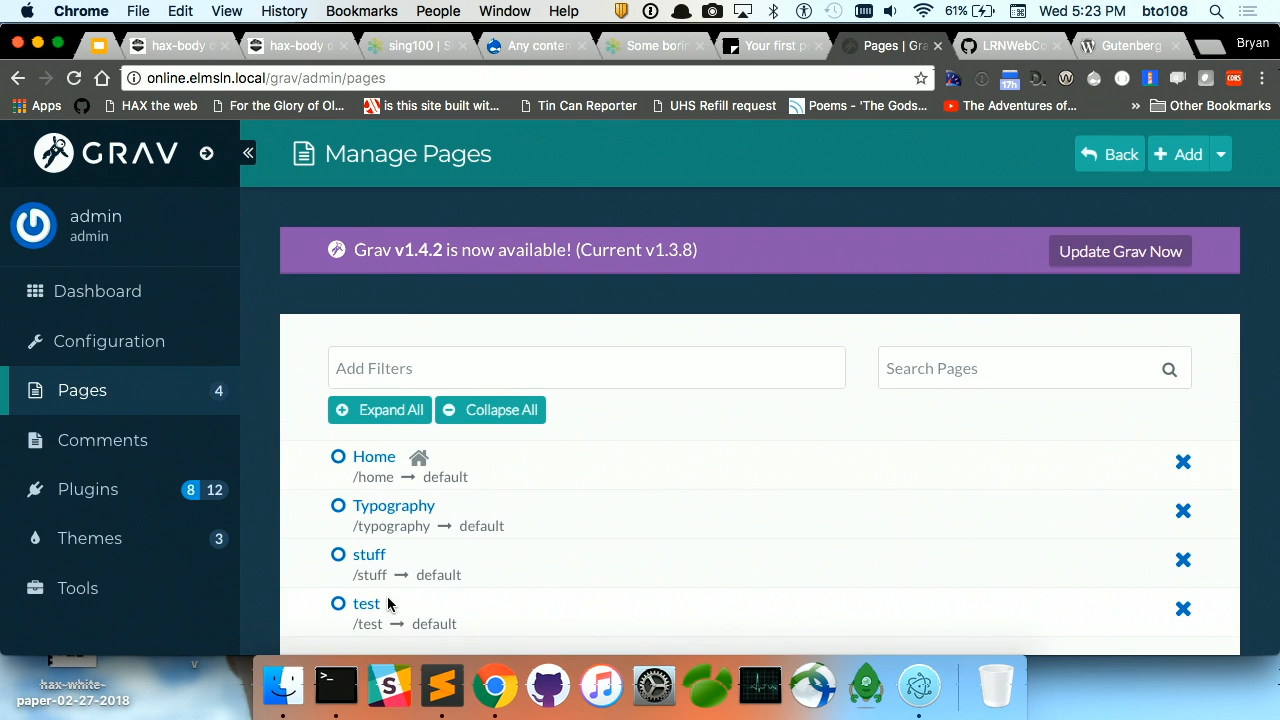 Chrome File Edit View History Bookmarks People Window Help 61% Wed 5:23 PM bto108
hax-body d hax-body d sing100 | S Any conten Some bori Your first p Pages | Gra LRNWebCo Gutenberg Bryan
online.elmsln.local/grav/admin/pages 17h CORS
Apps HAX the web For the Glory of Ol... is this site built wit... Tin Can Reporter UHS Refill request Poems - 'The Gods... The Adventures of... » Other Bookmarks
GRAV
Manage Pages
Back
Add
admin
admin
Dashboard
Configuration
Pages 4
Comments
Plugins 8 12
Themes 3
Tools
Grav v1.4.2 is now available! (Current v1.3.8)
Update Grav Now
Add Filters
Search Pages
Expand All
Collapse All
Home
/home → default
Typography
/typography → default
stuff
/stuff → default
test
/test → default
hax-white-
paper-02-27-2018